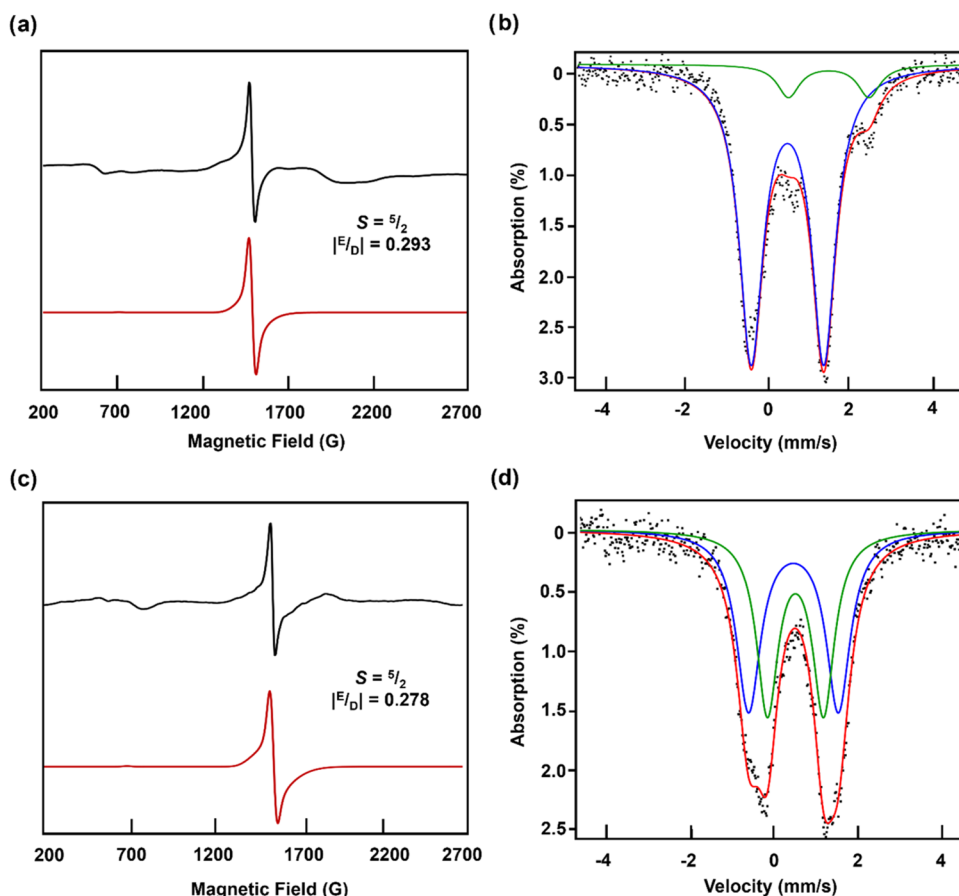 (a)
S = 5/2
|E/D| = 0.293
200 700 1200 1700 2200 2700
Magnetic Field (G)
(b)
0
0.5
1.0
1.5
2.0
2.5
3.0
Absorption (%)
-4 -2 0 2 4
Velocity (mm/s)
(c)
S = 5/2
|E/D| = 0.278
200 700 1200 1700 2200 2700
Magnetic Field (G)
(d)
0
0.5
1.0
1.5
2.0
2.5
Absorption (%)
-4 -2 0 2 4
Velocity (mm/s)